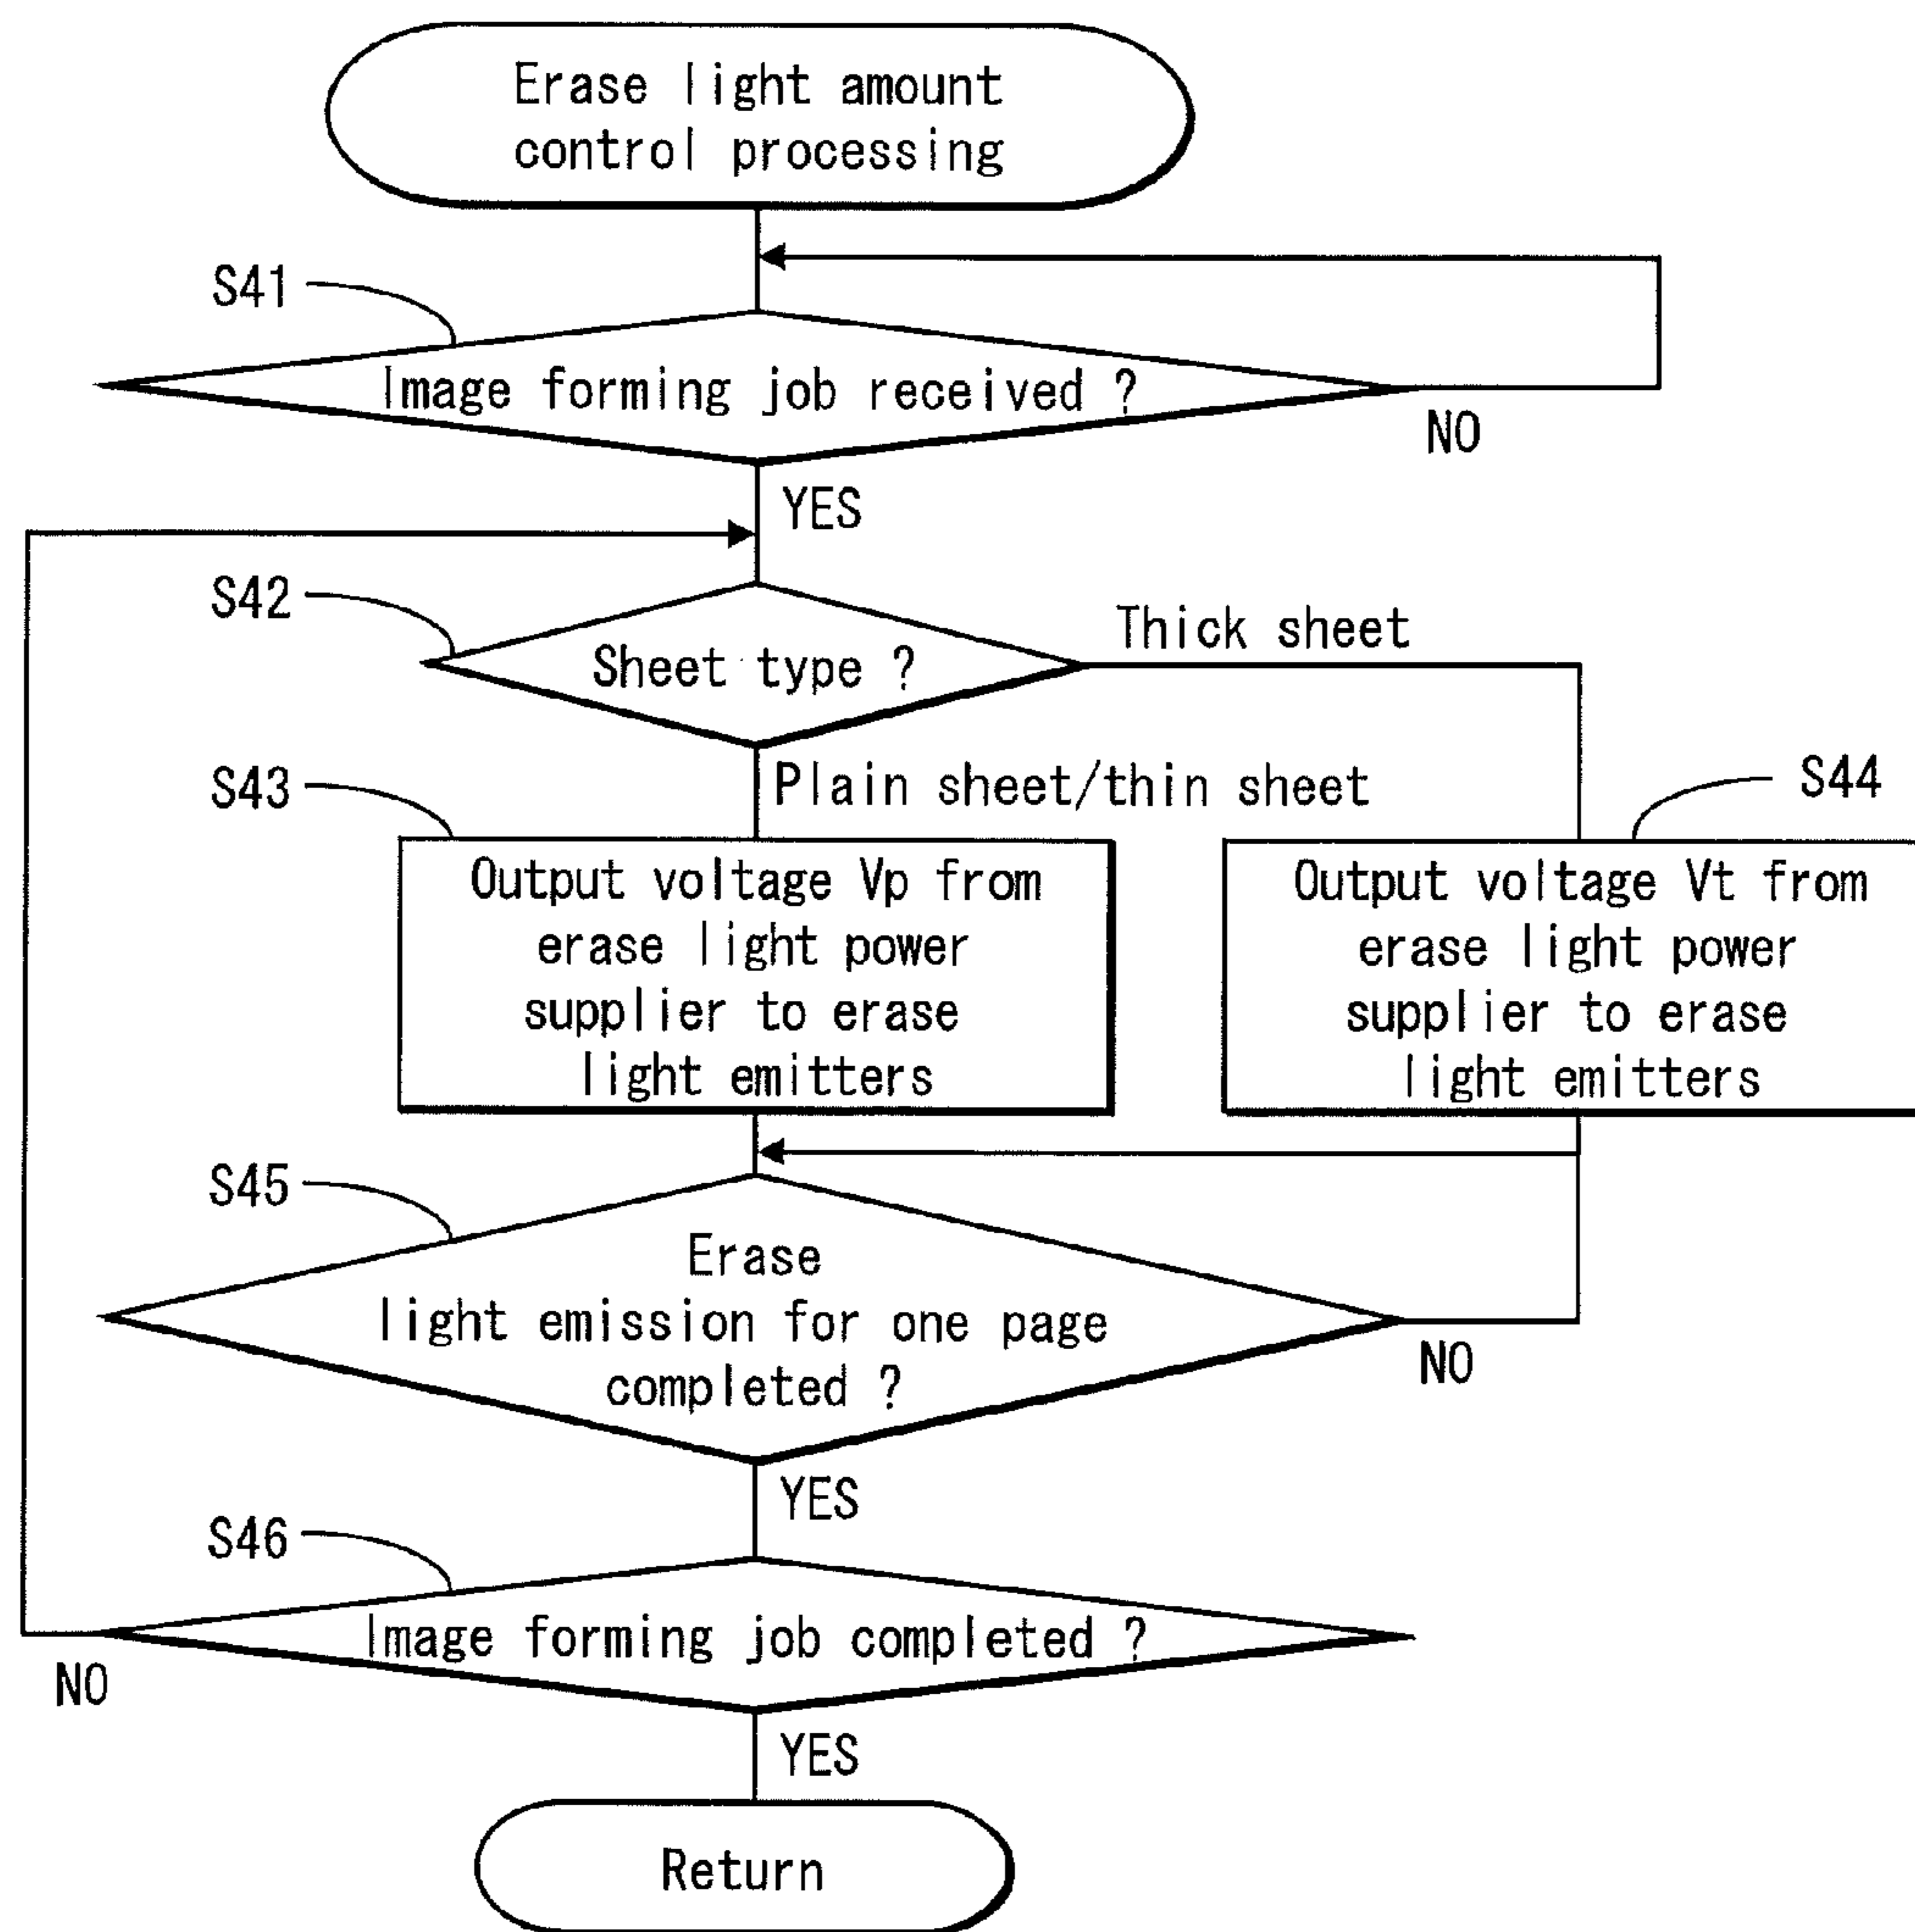 Erase light amount
control processing
S41
Image forming job received ?
NO
YES
S42
Sheet type ?
Thick sheet
S43
Plain sheet/thin sheet
S44
Output voltage Vp from
erase light power
supplier to erase
light emitters
Output voltage Vt from
erase light power
supplier to erase
light emitters
S45
Erase
light emission for one page
completed ?
NO
YES
S46
Image forming job completed ?
NO
YES
Return